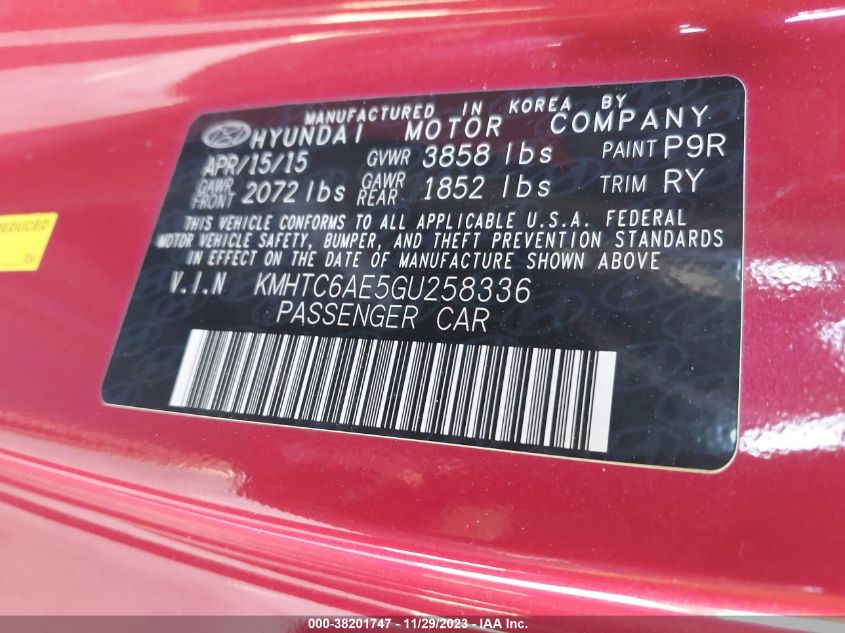 MANUFACTURED IN KOREA BY
HYUNDAI MOTOR COMPANY
APR/15/15 GVWR 3858 lbs PAINT P9R
GAWR FRONT 2072 lbs GAWR REAR 1852 lbs TRIM RY
THIS VEHICLE CONFORMS TO ALL APPLICABLE U.S.A. FEDERAL
MOTOR VEHICLE SAFETY, BUMPER, AND THEFT PREVENTION STANDARDS
IN EFFECT ON THE DATE OF MANUFACTURE SHOWN ABOVE
V.I.N KMHTC6AE5GU258336
PASSENGER CAR
REDUCED
000-38201747 - 11/29/2023 - IAA Inc.